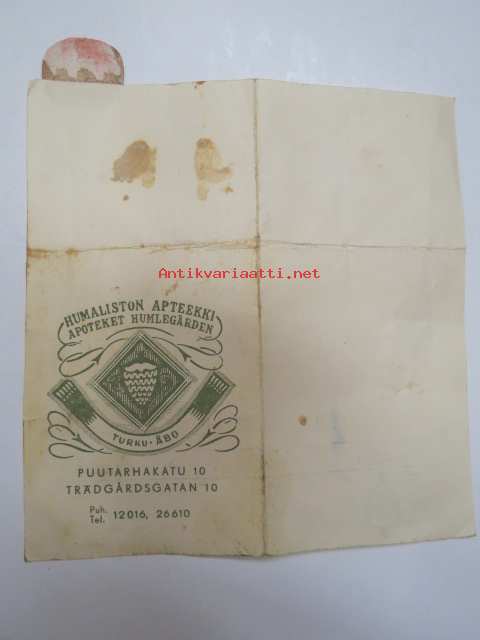 Antikvariaatti.net
HUMALISTON APTEEKKI
APOTEKET HUMLEGÅRDEN
TURKU - ÅBO
PUUTARHAKATU 10
TRÄDGÅRDSGATAN 10
Puh.
Tel. 12016, 26610